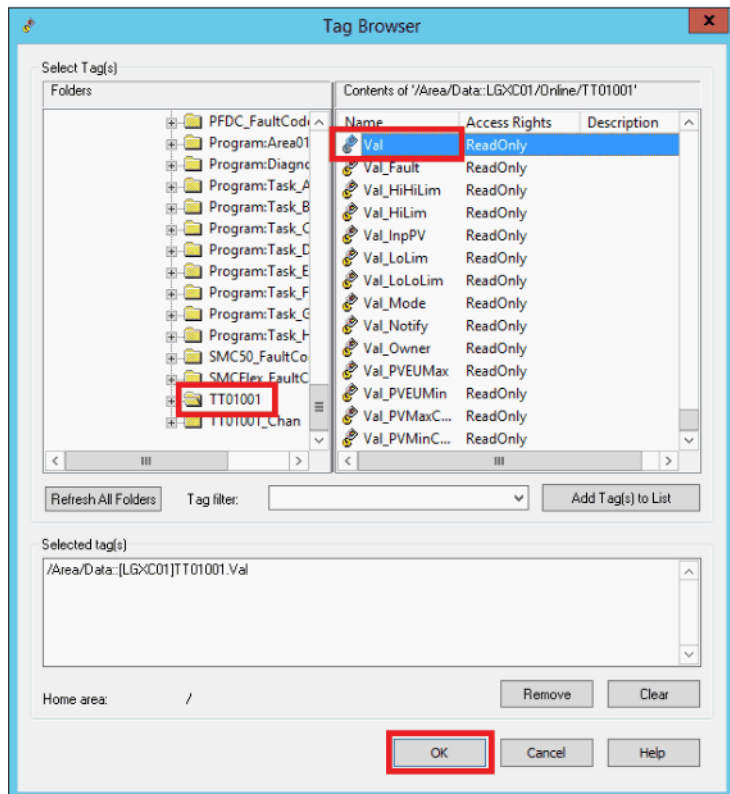 Tag Browser
x
Select Tag(s)
Folders
Contents of '/Area/Data::LGXC01/Online/TT01001'
PFDC_FaultCod
Program:Area01
Program:Diagno
Program:Task_A
Program:Task_B
Program:Task_C
Program:Task_D
Program:Task_E
Program:Task_F
Program:Task_G
Program:Task_H
SMC50_FaultCo
SMCFlex_FaultC
TT01001
TT01001_Chan
Name Access Rights Description
Val ReadOnly
Val_Fault ReadOnly
Val_HiHiLim ReadOnly
Val_HiLim ReadOnly
Val_InpPV ReadOnly
Val_LoLim ReadOnly
Val_LoLoLim ReadOnly
Val_Mode ReadOnly
Val_Notify ReadOnly
Val_Owner ReadOnly
Val_PVEUMax ReadOnly
Val_PVEUMin ReadOnly
Val_PVMaxC... ReadOnly
Val_PVMinC... ReadOnly
Refresh All Folders Tag filter: Add Tag(s) to List
Selected tag(s)
/Area/Data::[LGXC01]TT01001.Val
Home area: / Remove Clear
OK Cancel Help